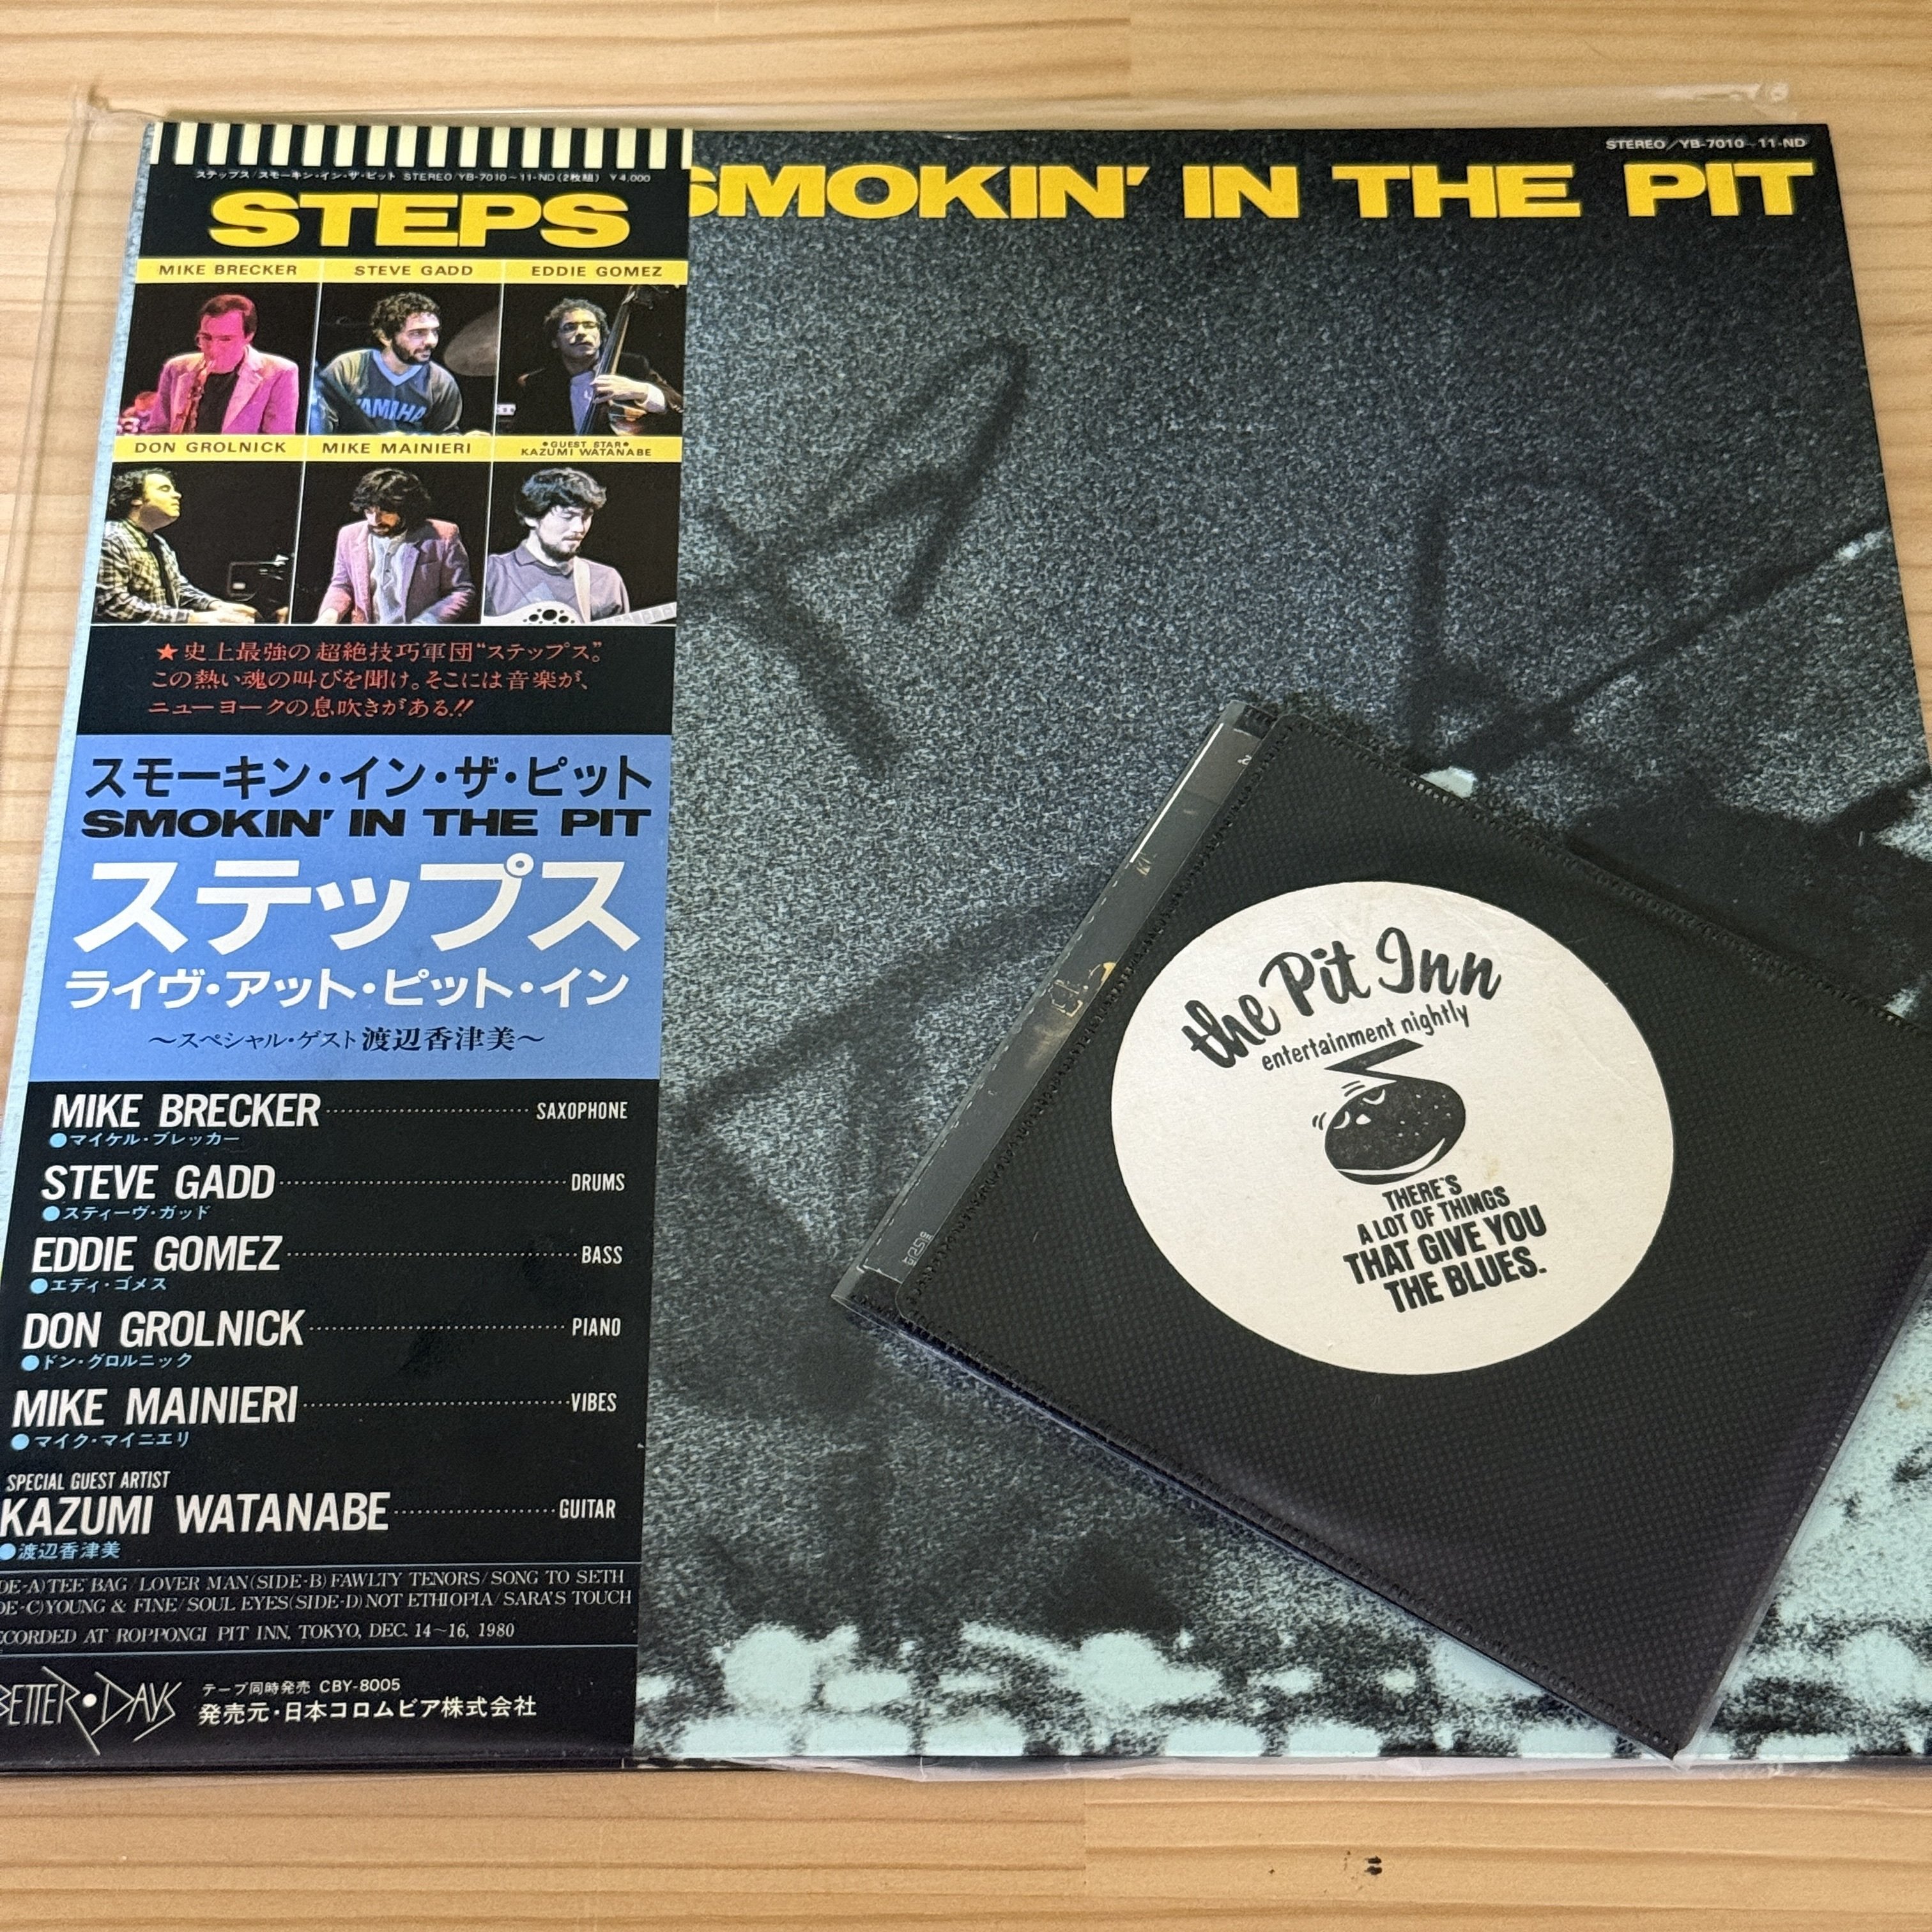 ステップス/スモーキン・イン・ザ・ピット STEREO/YB-7010~11-ND(2枚組) ¥4,000
STEPS
MIKE BRECKER
STEVE GADD
EDDIE GOMEZ
YAMAHA
DON GROLNICK
MIKE MAINIERI
●GUEST STAR●
KAZUMI WATANABE
★史上最強の超絶技巧軍団“ステップス”。
この熱い魂の叫びを聞け。そこには音楽が、
ニューヨークの息吹きがある!!
スモーキン・イン・ザ・ピット
SMOKIN' IN THE PIT
ステップス
ライヴ・アット・ピット・イン
~スペシャル・ゲスト 渡辺香津美~
MIKE BRECKER SAXOPHONE
●マイケル・ブレッカー
STEVE GADD DRUMS
●スティーヴ・ガッド
EDDIE GOMEZ BASS
●エディ・ゴメス
DON GROLNICK PIANO
●ドン・グロルニック
MIKE MAINIERI VIBES
●マイク・マイニエリ
SPECIAL GUEST ARTIST
KAZUMI WATANABE GUITAR
●渡辺香津美
DE-A)TEE BAG/LOVER MAN(SIDE-B)FAWLTY TENORS/SONG TO SETH
DE-C)YOUNG & FINE/SOUL EYES(SIDE-D)NOT ETHIOPIA/SARA'S TOUCH
CORDED AT ROPPONGI PIT INN, TOKYO, DEC. 14~16, 1980
BETTER・DAYS
テープ同時発売 CBY-8005
発売元・日本コロムビア株式会社
STEREO/YB-7010~11-ND
SMOKIN' IN THE PIT
the Pit Inn
entertainment nightly
THERE'S
A LOT OF THINGS
THAT GIVE YOU
THE BLUES.